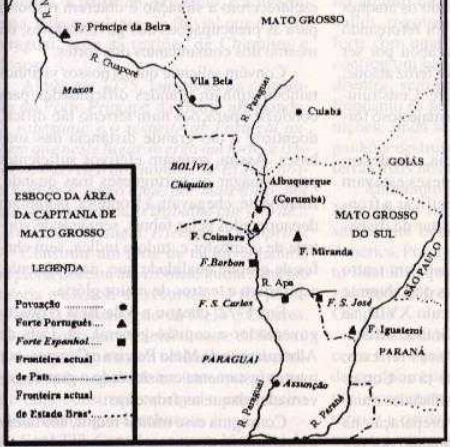 MATO GROSSO
F. Príncipe da Beira
R. Guaporé
Moxos
Vila Bela
R. Paraguai
Cuiabá
GOIÁS
BOLÍVIA
Chiquitos
Albuquerque
(Corumbá)
MATO GROSSO
DO SUL
F. Coimbra
F. Miranda
F. Borbon
SÃO PAULO
R. Apa
F. S. Carlos
F. S. José
F. Iguatemi
PARANÁ
PARAGUAI
Assunção
R. Paraguai
R. Paraná
ESBOÇO DA ÁREA
DA CAPITANIA DE
MATO GROSSO
LEGENDA
Povoação
Forte Português
Forte Espanhol
Fronteira actual
de País
Fronteira actual
de Estado Brasº